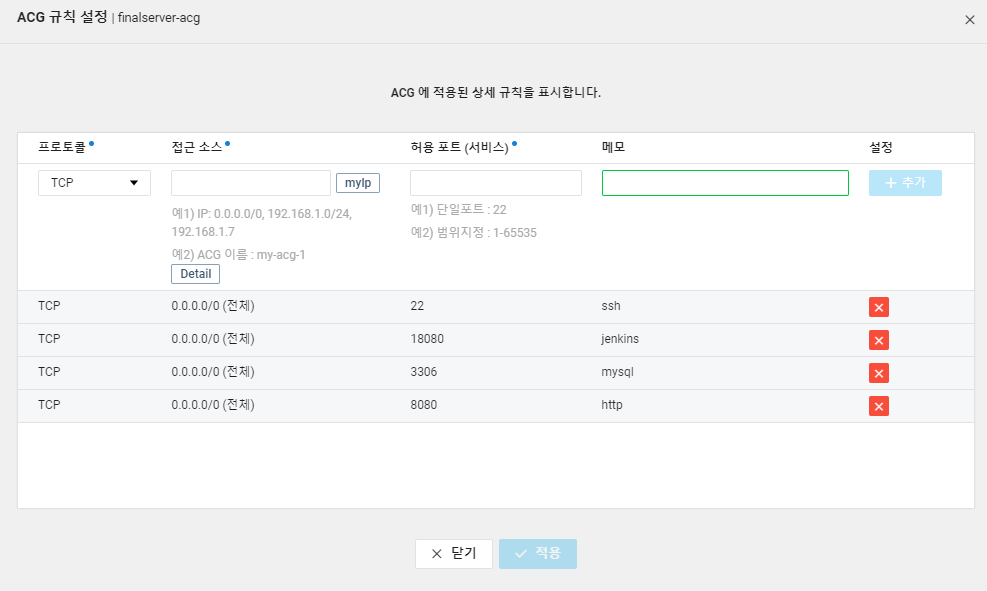 ACG 규칙 설정 | finalserver-acg
ACG 에 적용된 상세 규칙을 표시합니다.
프로토콜 접근 소스 허용 포트 (서비스) 메모 설정
TCP myIp + 추가
예1) IP: 0.0.0.0/0, 192.168.1.0/24,
192.168.1.7
예2) ACG 이름 : my-acg-1
Detail
예1) 단일포트 : 22
예2) 범위지정 : 1-65535
TCP 0.0.0.0/0 (전체) 22 ssh
TCP 0.0.0.0/0 (전체) 18080 jenkins
TCP 0.0.0.0/0 (전체) 3306 mysql
TCP 0.0.0.0/0 (전체) 8080 http
닫기 적용